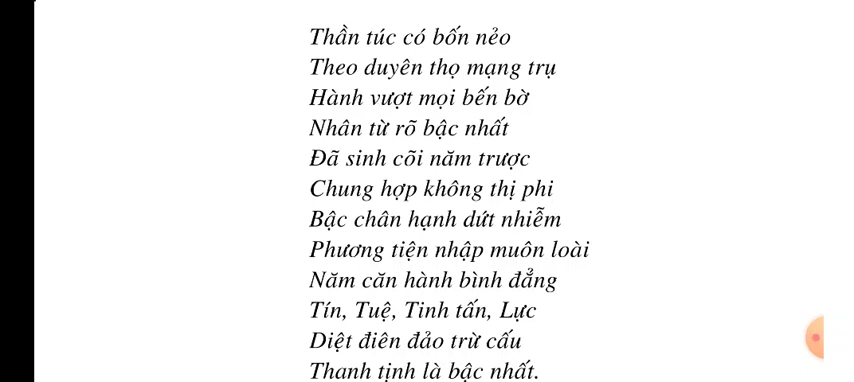 Thần túc có bốn nẻo
Theo duyên thọ mạng trụ
Hành vượt mọi bến bờ
Nhân từ rõ bậc nhất
Đã sinh cõi năm trược
Chung hợp không thị phi
Bậc chân hạnh dứt nhiễm
Phương tiện nhập muôn loài
Năm căn hành bình đẳng
Tín, Tuệ, Tinh tấn, Lực
Diệt điên đảo trừ cấu
Thanh tịnh là bậc nhất.